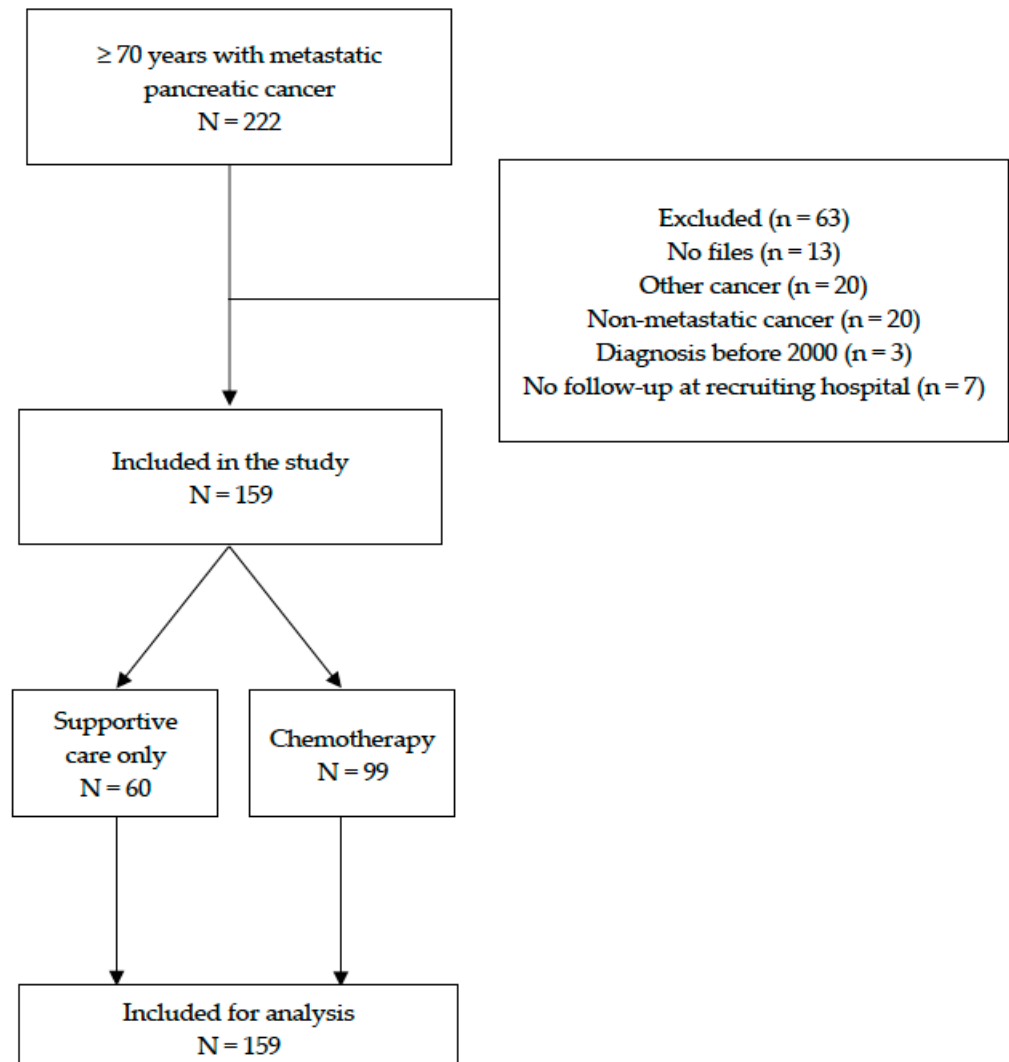 ≥ 70 years with metastatic
pancreatic cancer
N = 222
Excluded (n = 63)
No files (n = 13)
Other cancer (n = 20)
Non-metastatic cancer (n = 20)
Diagnosis before 2000 (n = 3)
No follow-up at recruiting hospital (n = 7)
Included in the study
N = 159
Supportive
care only
N = 60
Chemotherapy
N = 99
Included for analysis
N = 159